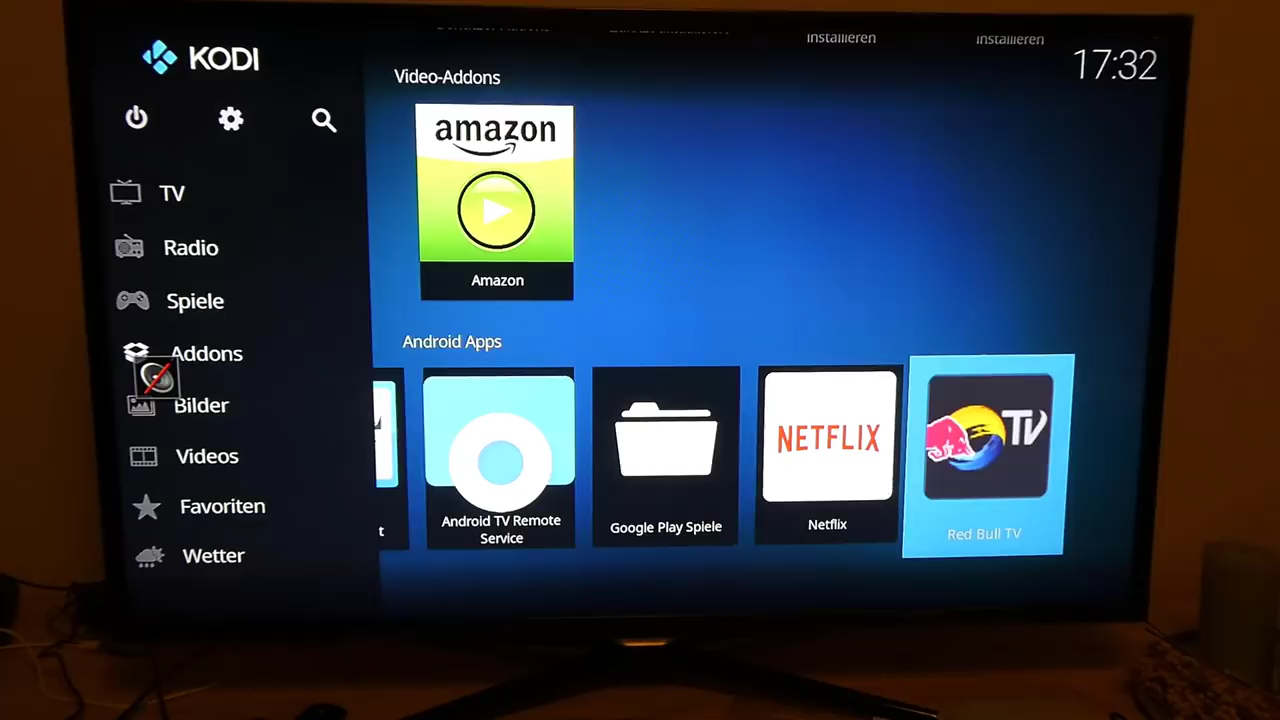 KODI
Installieren
Installieren
17:32
Video-Addons
amazon
Amazon
TV
Radio
Spiele
Addons
Bilder
Videos
Favoriten
Wetter
Android Apps
t
Android TV Remote
Service
Google Play Spiele
NETFLIX
Netflix
TV
Red Bull TV